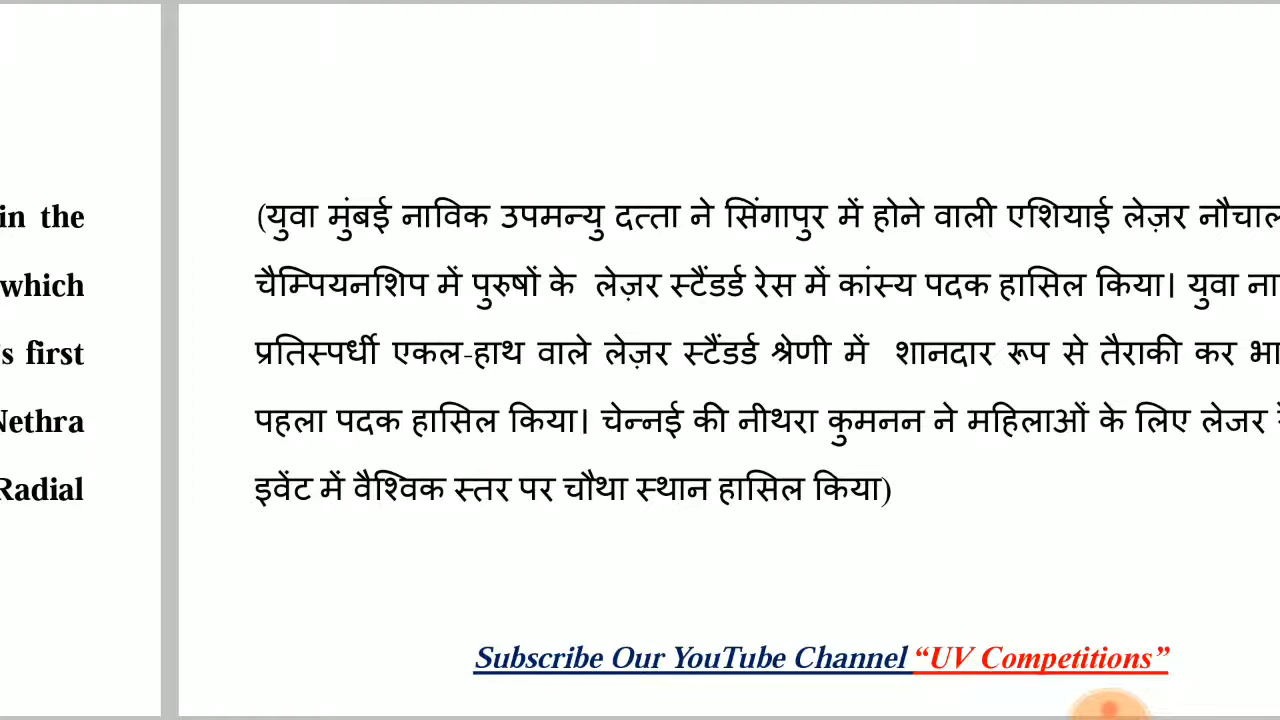 in the
which
's first
Nethra
Radial
(युवा मुंबई नाविक उपमन्यु दत्ता ने सिंगापुर में होने वाली एशियाई लेज़र
चैम्पियनशिप में पुरुषों के लेज़र स्टैंडर्ड रेस में कांस्य पदक हासिल किया। युवा
प्रतिस्पर्धी एकल-हाथ वाले लेज़र स्टैंडर्ड श्रेणी में शानदार रूप से तैराकी कर
पहला पदक हासिल किया। चेन्नई की नीथरा कुमनन ने महिलाओं के लिए लेजर
इवेंट में वैश्विक स्तर पर चौथा स्थान हासिल किया)
Subscribe Our YouTube Channel “UV Competitions”